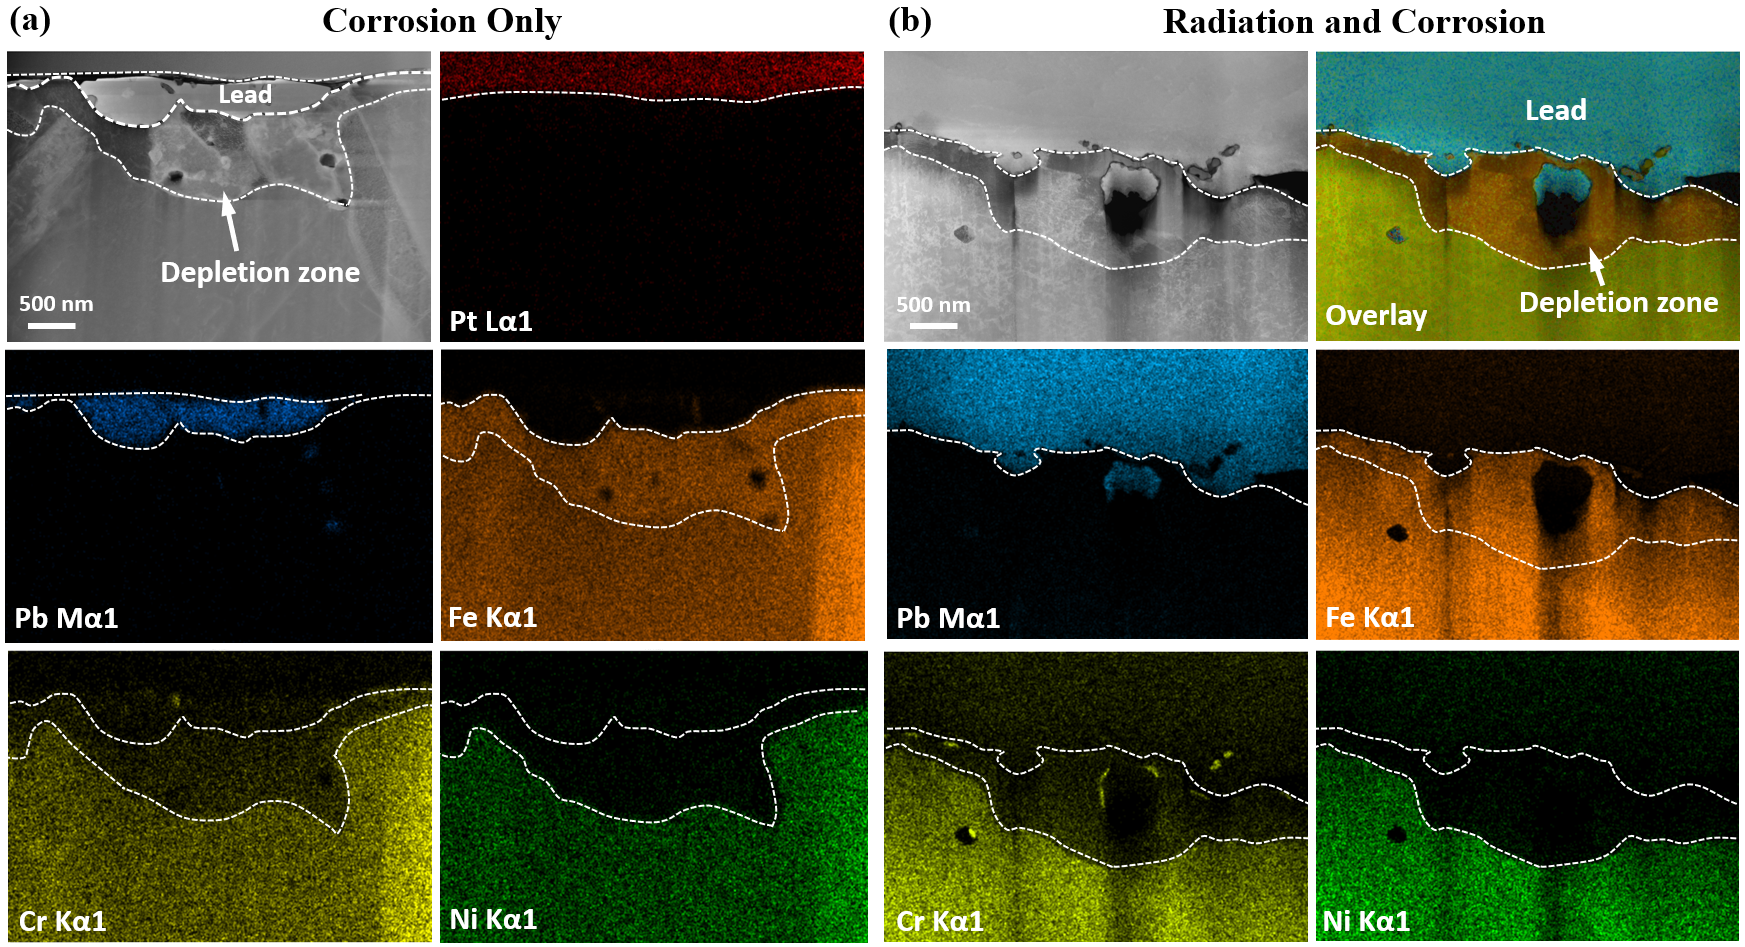 (a) Corrosion Only
Lead
Depletion zone
500 nm
Pt Lα1
Pb Mα1
Fe Kα1
Cr Kα1
Ni Kα1
(b) Radiation and Corrosion
500 nm
Lead
Depletion zone
Overlay
Pb Mα1
Fe Kα1
Cr Kα1
Ni Kα1